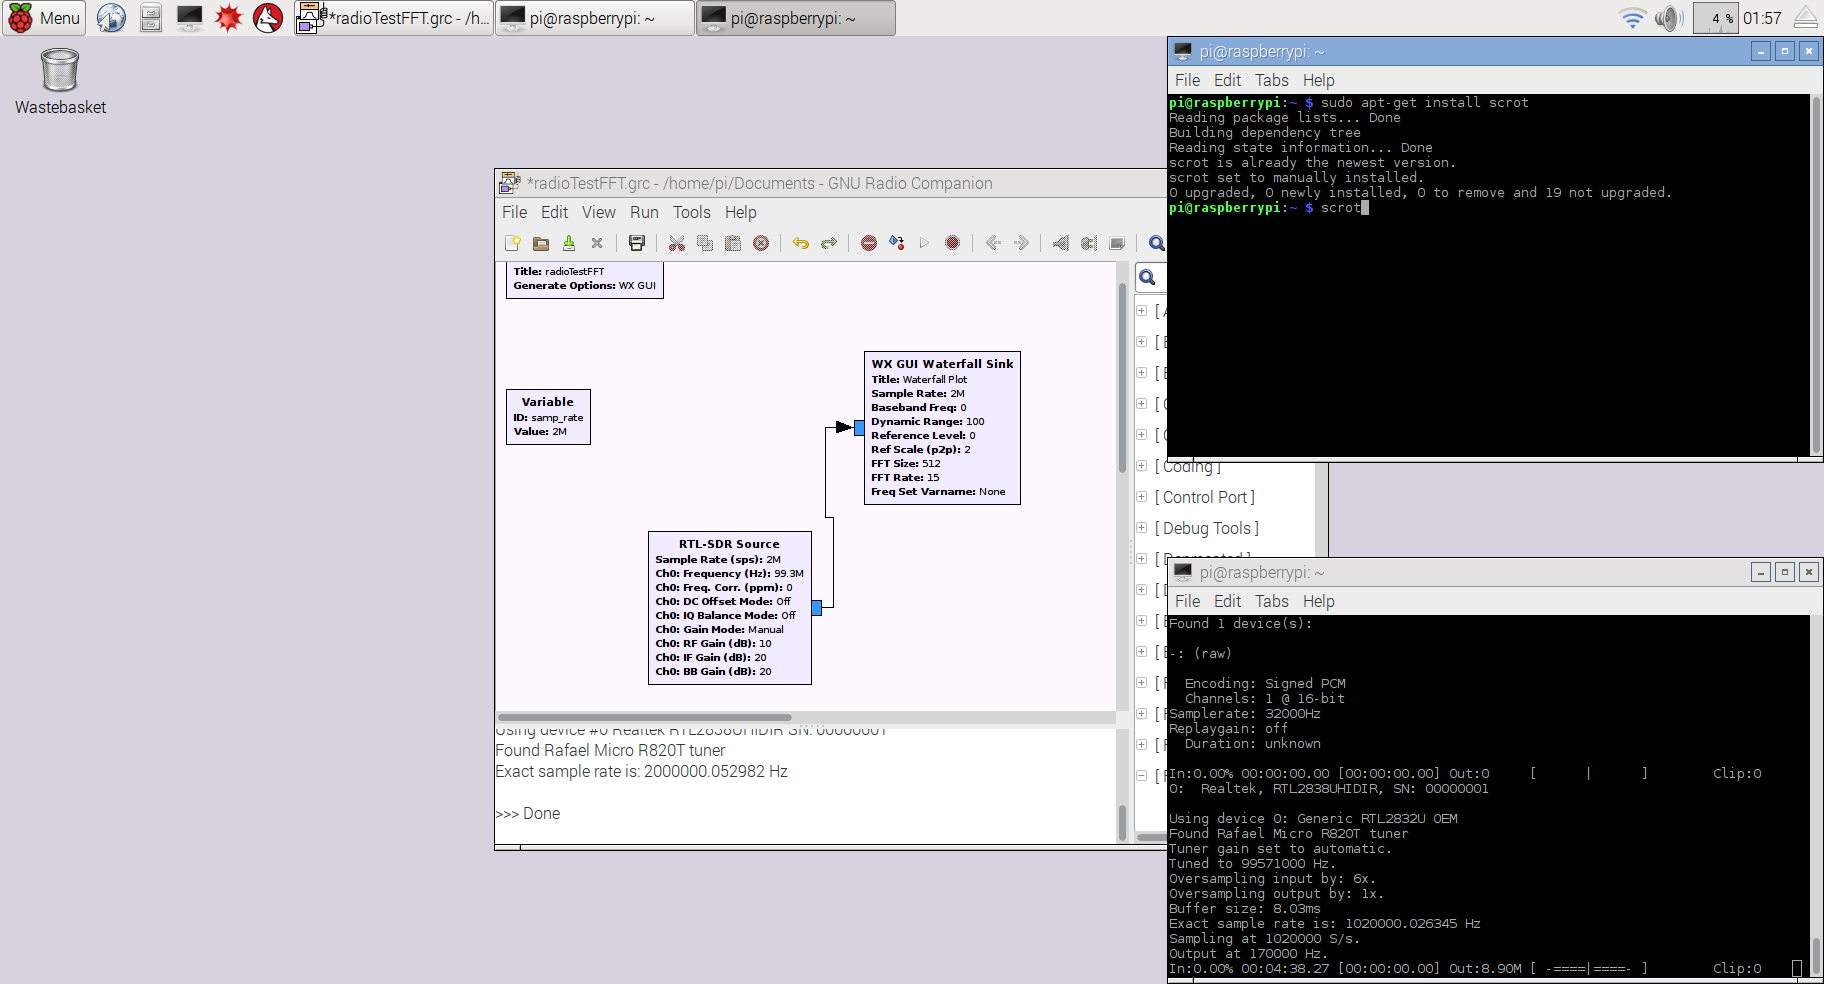 Menu
*radioTestFFT.grc - /h...
pi@raspberrypi: ~
pi@raspberrypi: ~
4 %
01:57
Wastebasket
*radioTestFFT.grc - /home/pi/Documents - GNU Radio Companion
File Edit View Run Tools Help
Title: radioTestFFT
Generate Options: WX GUI
Variable
ID: samp_rate
Value: 2M
WX GUI Waterfall Sink
Title: Waterfall Plot
Sample Rate: 2M
Baseband Freq: 0
Dynamic Range: 100
Reference Level: 0
Ref Scale (p2p): 2
FFT Size: 512
FFT Rate: 15
Freq Set Varname: None
RTL-SDR Source
Sample Rate (sps): 2M
Ch0: Frequency (Hz): 99.3M
Ch0: Freq. Corr. (ppm): 0
Ch0: DC Offset Mode: Off
Ch0: IQ Balance Mode: Off
Ch0: Gain Mode: Manual
Ch0: RF Gain (dB): 10
Ch0: IF Gain (dB): 20
Ch0: BB Gain (dB): 20
[ Coding ]
[ Control Port ]
[ Debug Tools ]
[ Deprecated ]
Using device #0 Realtek RTL2838UHIDIR SN: 00000001
Found Rafael Micro R820T tuner
Exact sample rate is: 2000000.052982 Hz
>>> Done
pi@raspberrypi: ~
File Edit Tabs Help
pi@raspberrypi:~ $ sudo apt-get install scrot
Reading package lists... Done
Building dependency tree
Reading state information... Done
scrot is already the newest version.
scrot set to manually installed.
0 upgraded, 0 newly installed, 0 to remove and 19 not upgraded.
pi@raspberrypi:~ $ scrot
pi@raspberrypi: ~
File Edit Tabs Help
Found 1 device(s):
-: (raw)
Encoding: Signed PCM
Channels: 1 @ 16-bit
Samplerate: 32000Hz
Replaygain: off
Duration: unknown
In:0.00% 00:00:00.00 [00:00:00.00] Out:0 [ | ] Clip:0
0: Realtek, RTL2838UHIDIR, SN: 00000001
Using device 0: Generic RTL2832U OEM
Found Rafael Micro R820T tuner
Tuner gain set to automatic.
Tuned to 99571000 Hz.
Oversampling input by: 6x.
Oversampling output by: 1x.
Buffer size: 8.03ms
Exact sample rate is: 1020000.026345 Hz
Sampling at 1020000 S/s.
Output at 170000 Hz.
In:0.00% 00:04:38.27 [00:00:00.00] Out:8.90M [ -====|====- ] Clip:0